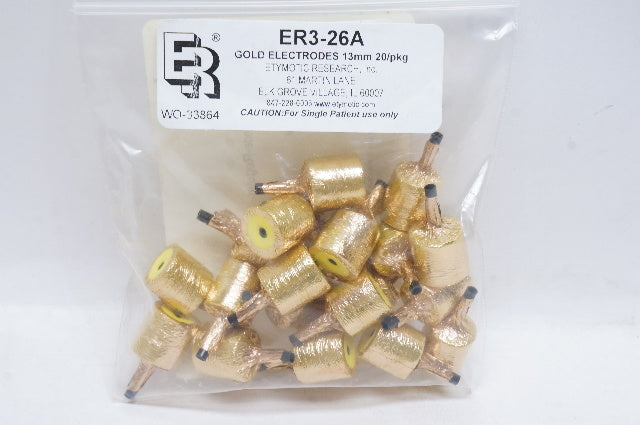 ER ®
ER3-26A
GOLD ELECTRODES 13mm 20/pkg
ETYMOTIC RESEARCH, Inc.
61 MARTIN LANE
ELK GROVE VILLAGE, IL 60007
847-228-0006 www.etymotic.com
WO-03864
CAUTION:For Single Patient use only